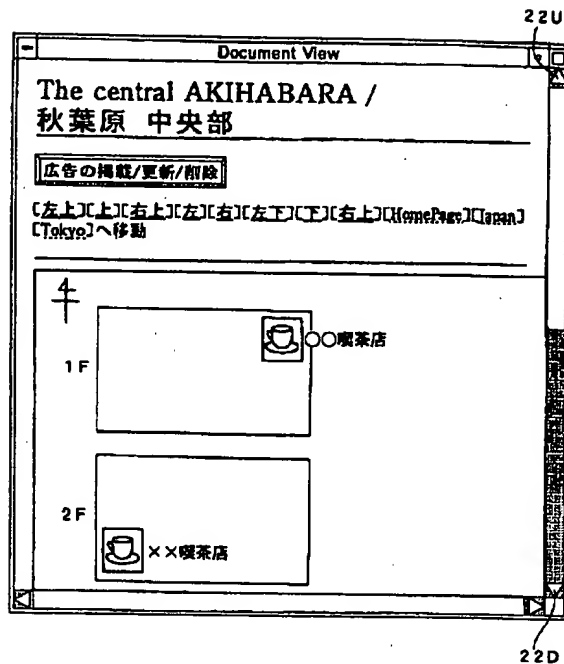 22U
Document View
The central AKIHABARA /
秋葉原 中央部
広告の掲載/更新/削除
[左上][上][右上][左][右][左下][下][右上][HomePage][Japan]
[Tokyo]へ移動
1F
○○喫茶店
2F
××喫茶店
22D